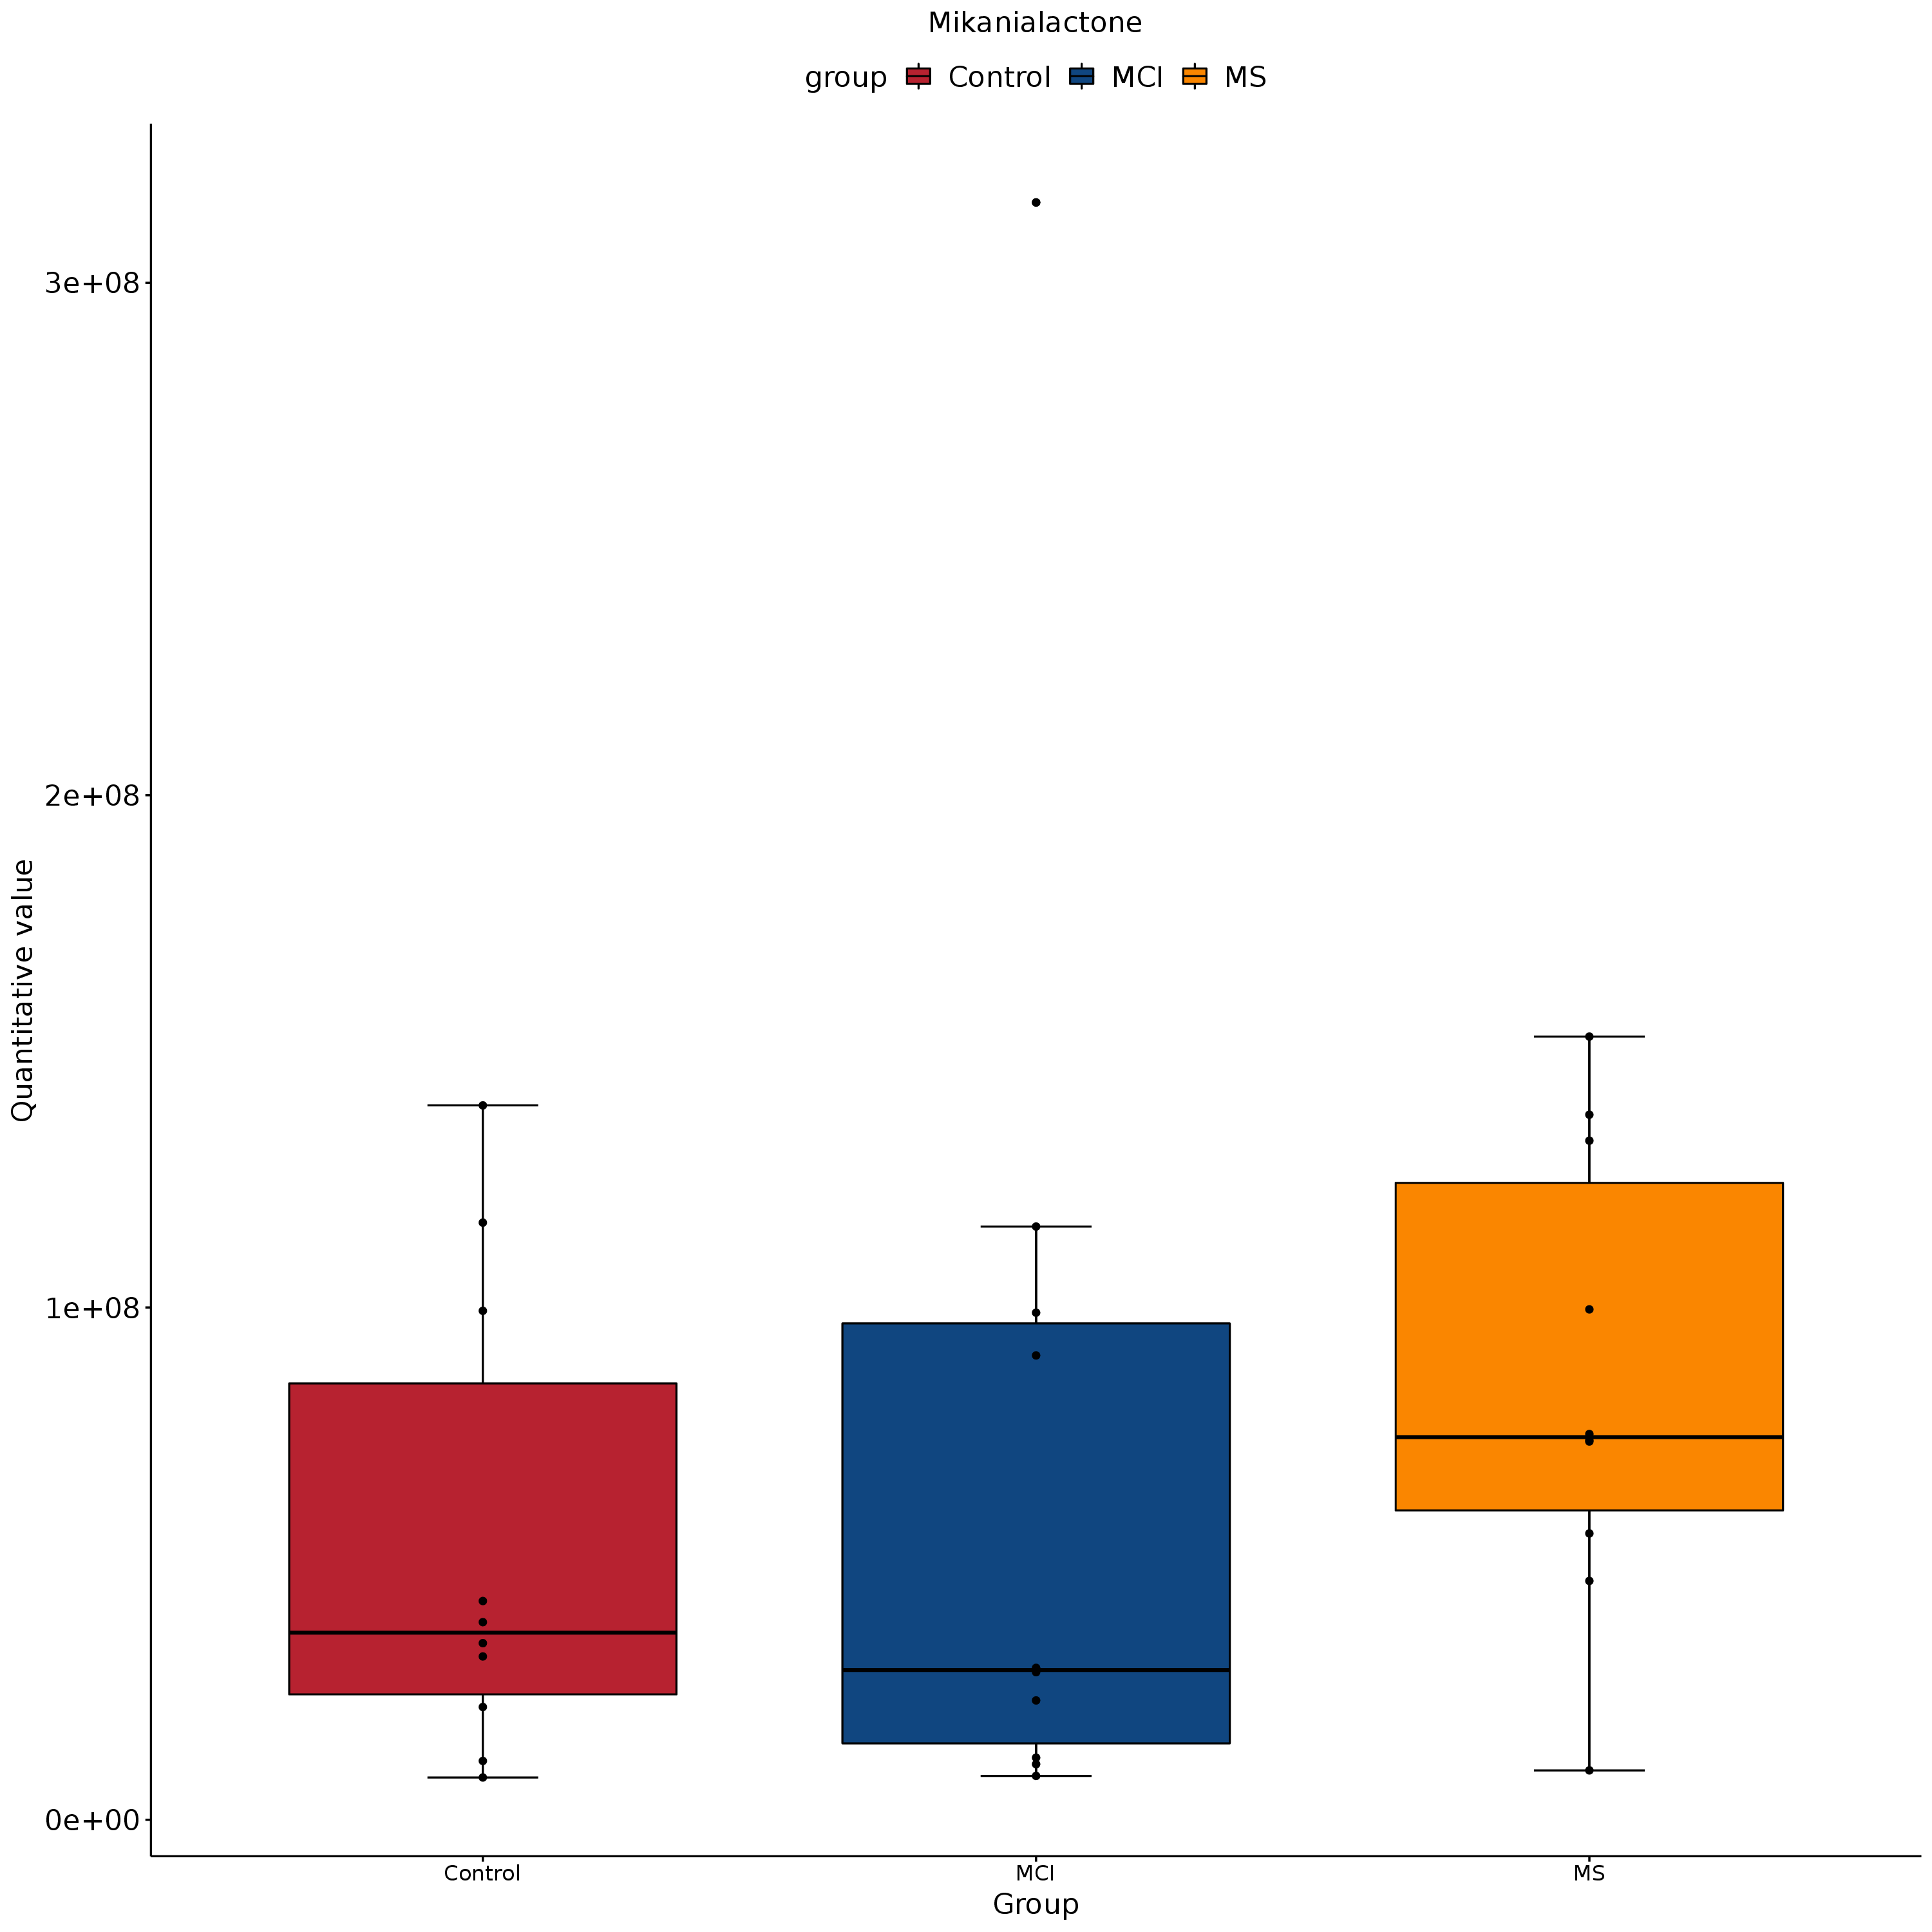 Mikanialactone
group Control MCI MS
3e+08
2e+08
1e+08
0e+00
Quantitative value
Control MCI MS
Group